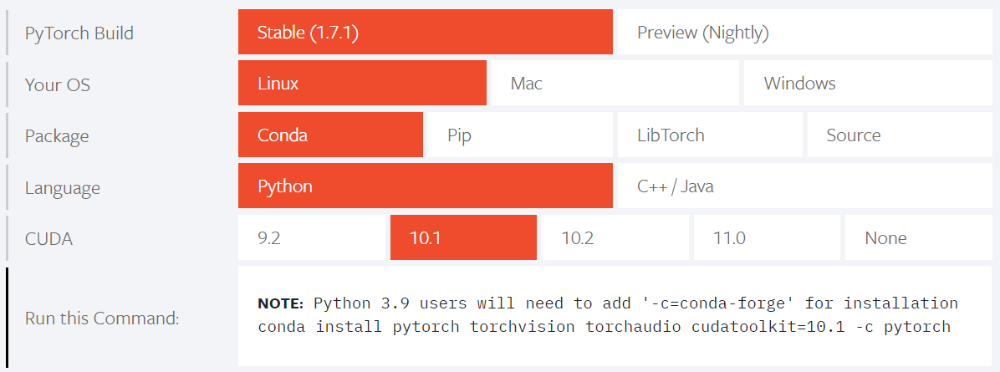 PyTorch Build
Stable (1.7.1)
Preview (Nightly)
Your OS
Linux
Mac
Windows
Package
Conda
Pip
LibTorch
Source
Language
Python
C++ / Java
CUDA
9.2
10.1
10.2
11.0
None
Run this Command:
NOTE: Python 3.9 users will need to add '-c=conda-forge' for installation
conda install pytorch torchvision torchaudio cudatoolkit=10.1 -c pytorch